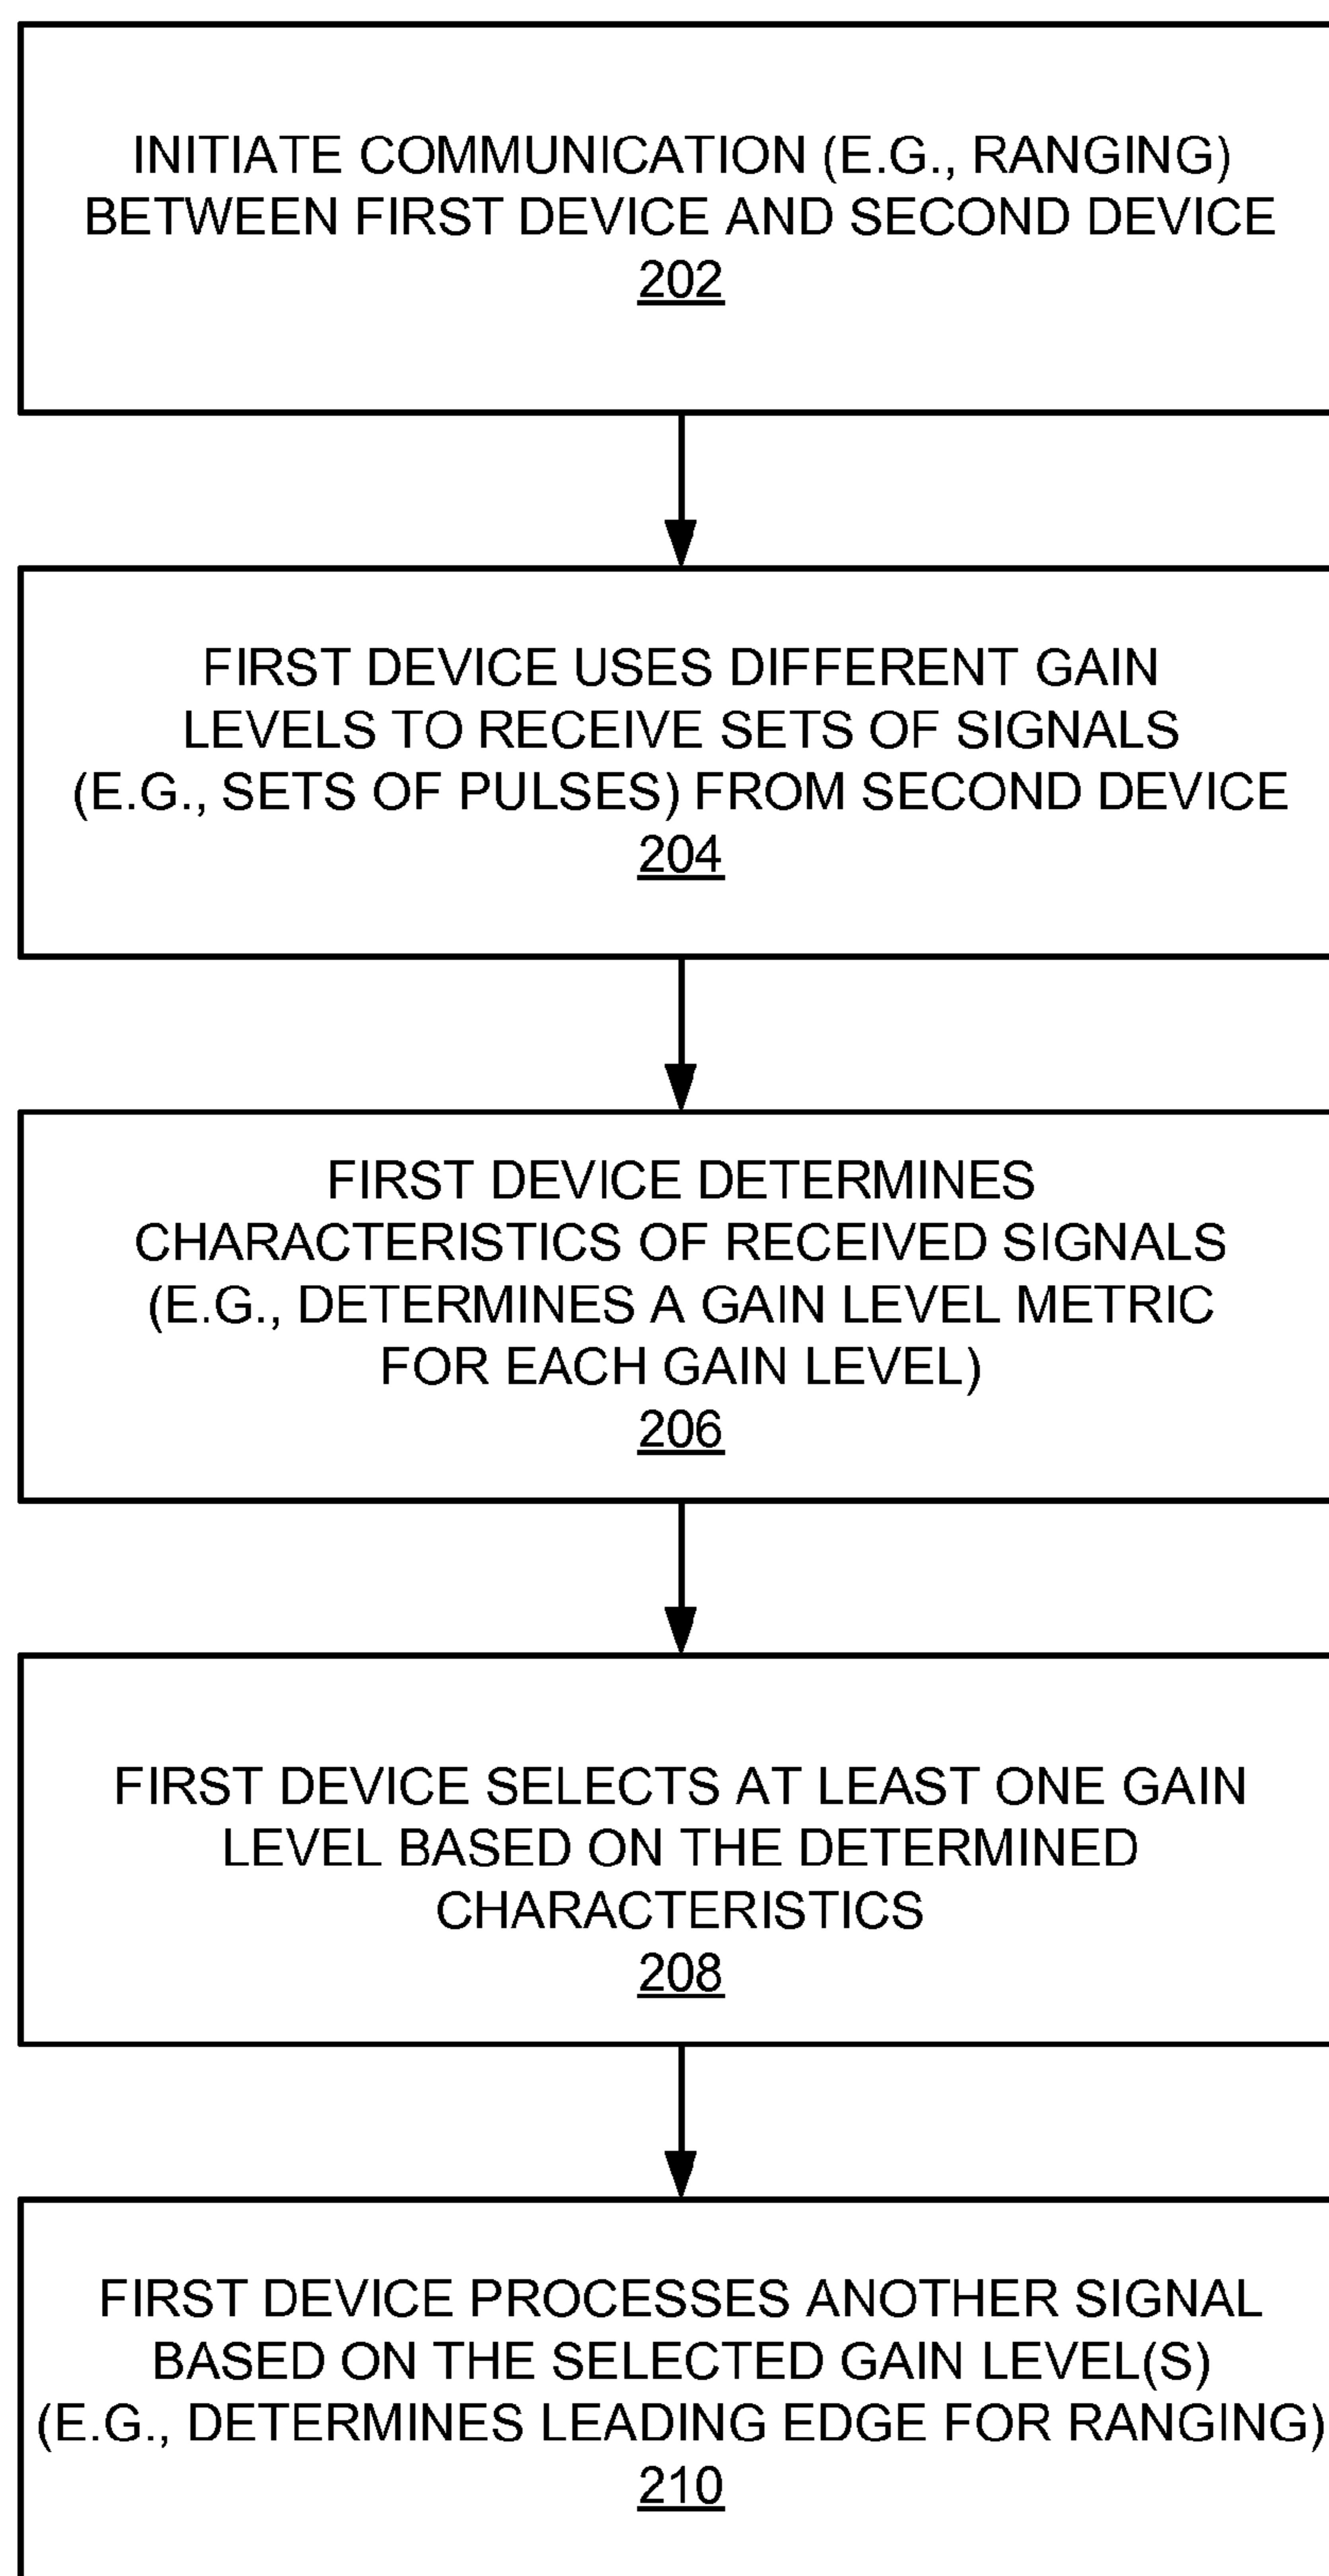 INITIATE COMMUNICATION (E.G., RANGING)
BETWEEN FIRST DEVICE AND SECOND DEVICE
202
FIRST DEVICE USES DIFFERENT GAIN
LEVELS TO RECEIVE SETS OF SIGNALS
(E.G., SETS OF PULSES) FROM SECOND DEVICE
204
FIRST DEVICE DETERMINES
CHARACTERISTICS OF RECEIVED SIGNALS
(E.G., DETERMINES A GAIN LEVEL METRIC
FOR EACH GAIN LEVEL)
206
FIRST DEVICE SELECTS AT LEAST ONE GAIN
LEVEL BASED ON THE DETERMINED
CHARACTERISTICS
208
FIRST DEVICE PROCESSES ANOTHER SIGNAL
BASED ON THE SELECTED GAIN LEVEL(S)
(E.G., DETERMINES LEADING EDGE FOR RANGING)
210